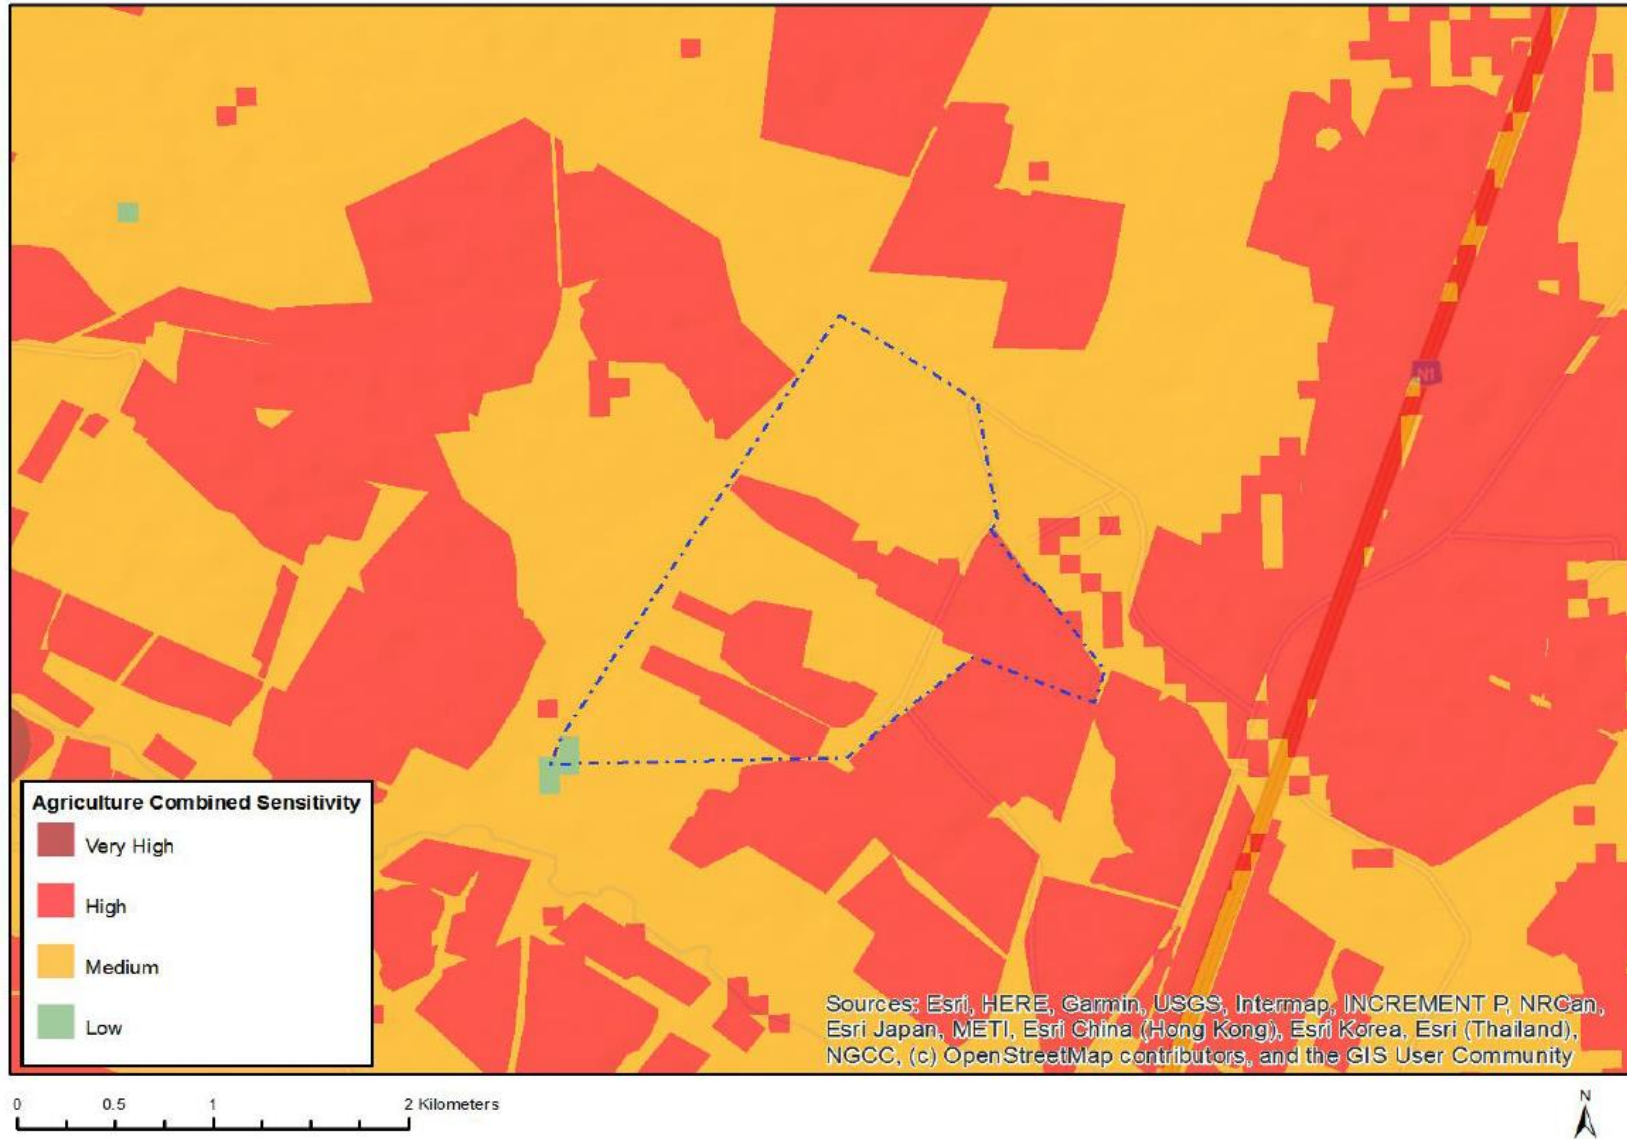 N1
Agriculture Combined Sensitivity
Very High
High
Medium
Low
Sources: Esri, HERE, Garmin, USGS, Intermap, INCREMENT P, NRCan,
Esri Japan, METI, Esri China (Hong Kong), Esri Korea, Esri (Thailand),
NGCC, (c) OpenStreetMap contributors, and the GIS User Community
0 0.5 1 2 Kilometers
N